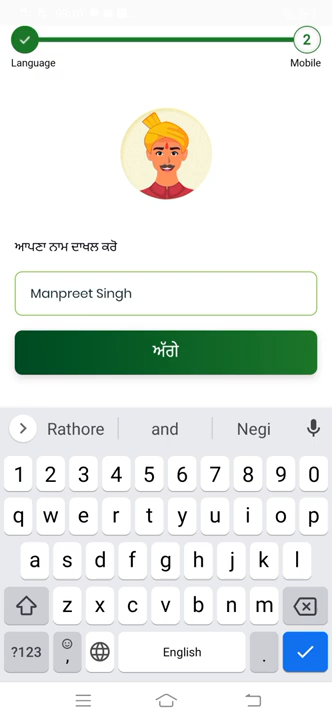 2
Language
Mobile
ਆਪਣਾ ਨਾਮ ਦਾਖਲ ਕਰੋ
Manpreet Singh
ਅੱਗੇ
Rathore and Negi
1 2 3 4 5 6 7 8 9 0
q w e r t y u i o p
a s d f g h j k l
z x c v b n m
?123 , English .